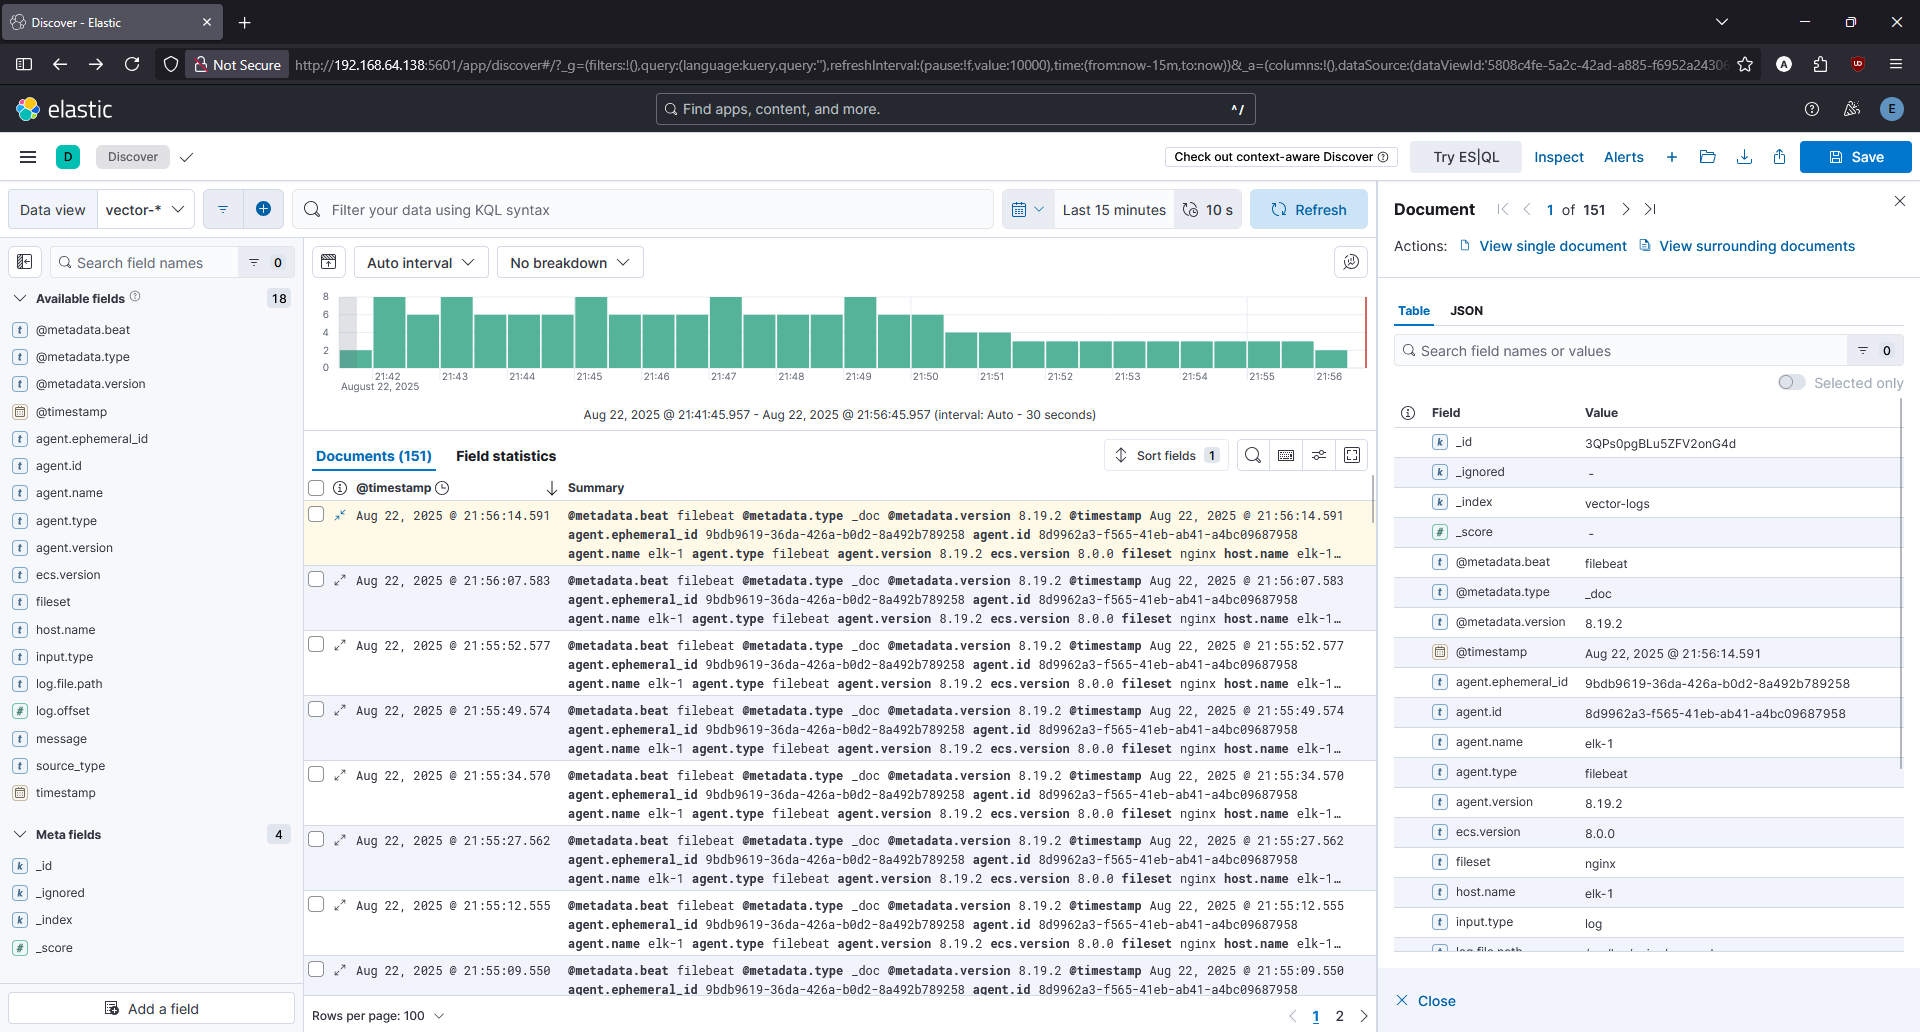 Discover - Elastic
Not Secure
http://192.168.64.138:5601/app/discover#/?_g=(filters:!(),query:(language:kuery,query:''),refreshInterval:(pause:!f,value:10000),time:(from:now-15m,to:now))&_a=(columns:!(),dataSource:(dataViewId:'5808c4fe-5a2c-42ad-a885-f6952a24306
elastic
Find apps, content, and more.
^/
E
D
Discover
Check out context-aware Discover
Try ES|QL
Inspect
Alerts
Save
Data view
vector-*
Filter your data using KQL syntax
Last 15 minutes
10 s
Refresh
Search field names
0
Available fields
18
@metadata.beat
@metadata.type
@metadata.version
@timestamp
agent.ephemeral_id
agent.id
agent.name
agent.type
agent.version
ecs.version
fileset
host.name
input.type
log.file.path
log.offset
message
source_type
timestamp
Meta fields
4
_id
_ignored
_index
_score
Add a field
Auto interval
No breakdown
8
6
4
2
0
21:42 21:43 21:44 21:45 21:46 21:47 21:48 21:49 21:50 21:51 21:52 21:53 21:54 21:55 21:56
August 22, 2025
Aug 22, 2025 @ 21:41:45.957 - Aug 22, 2025 @ 21:56:45.957 (interval: Auto - 30 seconds)
Documents (151)
Field statistics
Sort fields 1
@timestamp
Summary
Aug 22, 2025 @ 21:56:14.591 @metadata.beat filebeat @metadata.type _doc @metadata.version 8.19.2 @timestamp Aug 22, 2025 @ 21:56:14.591
agent.ephemeral_id 9bdb9619-36da-426a-b0d2-8a492b789258 agent.id 8d9962a3-f565-41eb-ab41-a4bc09687958
agent.name elk-1 agent.type filebeat agent.version 8.19.2 ecs.version 8.0.0 fileset nginx host.name elk-1…
Aug 22, 2025 @ 21:56:07.583 @metadata.beat filebeat @metadata.type _doc @metadata.version 8.19.2 @timestamp Aug 22, 2025 @ 21:56:07.583
agent.ephemeral_id 9bdb9619-36da-426a-b0d2-8a492b789258 agent.id 8d9962a3-f565-41eb-ab41-a4bc09687958
agent.name elk-1 agent.type filebeat agent.version 8.19.2 ecs.version 8.0.0 fileset nginx host.name elk-1…
Aug 22, 2025 @ 21:55:52.577 @metadata.beat filebeat @metadata.type _doc @metadata.version 8.19.2 @timestamp Aug 22, 2025 @ 21:55:52.577
agent.ephemeral_id 9bdb9619-36da-426a-b0d2-8a492b789258 agent.id 8d9962a3-f565-41eb-ab41-a4bc09687958
agent.name elk-1 agent.type filebeat agent.version 8.19.2 ecs.version 8.0.0 fileset nginx host.name elk-1…
Aug 22, 2025 @ 21:55:49.574 @metadata.beat filebeat @metadata.type _doc @metadata.version 8.19.2 @timestamp Aug 22, 2025 @ 21:55:49.574
agent.ephemeral_id 9bdb9619-36da-426a-b0d2-8a492b789258 agent.id 8d9962a3-f565-41eb-ab41-a4bc09687958
agent.name elk-1 agent.type filebeat agent.version 8.19.2 ecs.version 8.0.0 fileset nginx host.name elk-1…
Aug 22, 2025 @ 21:55:34.570 @metadata.beat filebeat @metadata.type _doc @metadata.version 8.19.2 @timestamp Aug 22, 2025 @ 21:55:34.570
agent.ephemeral_id 9bdb9619-36da-426a-b0d2-8a492b789258 agent.id 8d9962a3-f565-41eb-ab41-a4bc09687958
agent.name elk-1 agent.type filebeat agent.version 8.19.2 ecs.version 8.0.0 fileset nginx host.name elk-1…
Aug 22, 2025 @ 21:55:27.562 @metadata.beat filebeat @metadata.type _doc @metadata.version 8.19.2 @timestamp Aug 22, 2025 @ 21:55:27.562
agent.ephemeral_id 9bdb9619-36da-426a-b0d2-8a492b789258 agent.id 8d9962a3-f565-41eb-ab41-a4bc09687958
agent.name elk-1 agent.type filebeat agent.version 8.19.2 ecs.version 8.0.0 fileset nginx host.name elk-1…
Aug 22, 2025 @ 21:55:12.555 @metadata.beat filebeat @metadata.type _doc @metadata.version 8.19.2 @timestamp Aug 22, 2025 @ 21:55:12.555
agent.ephemeral_id 9bdb9619-36da-426a-b0d2-8a492b789258 agent.id 8d9962a3-f565-41eb-ab41-a4bc09687958
agent.name elk-1 agent.type filebeat agent.version 8.19.2 ecs.version 8.0.0 fileset nginx host.name elk-1…
Aug 22, 2025 @ 21:55:09.550 @metadata.beat filebeat @metadata.type _doc @metadata.version 8.19.2 @timestamp Aug 22, 2025 @ 21:55:09.550
agent.ephemeral_id 9bdb9619-36da-426a-b0d2-8a492b789258 agent.id 8d9962a3-f565-41eb-ab41-a4bc09687958
Rows per page: 100
1 2
Document
1 of 151
Actions: View single document View surrounding documents
Table JSON
Search field names or values
0
Selected only
Field Value
_id 3QPs0pgBLu5ZFV2onG4d
_ignored -
_index vector-logs
_score -
@metadata.beat filebeat
@metadata.type _doc
@metadata.version 8.19.2
@timestamp Aug 22, 2025 @ 21:56:14.591
agent.ephemeral_id 9bdb9619-36da-426a-b0d2-8a492b789258
agent.id 8d9962a3-f565-41eb-ab41-a4bc09687958
agent.name elk-1
agent.type filebeat
agent.version 8.19.2
ecs.version 8.0.0
fileset nginx
host.name elk-1
input.type log
log.file.path
Close